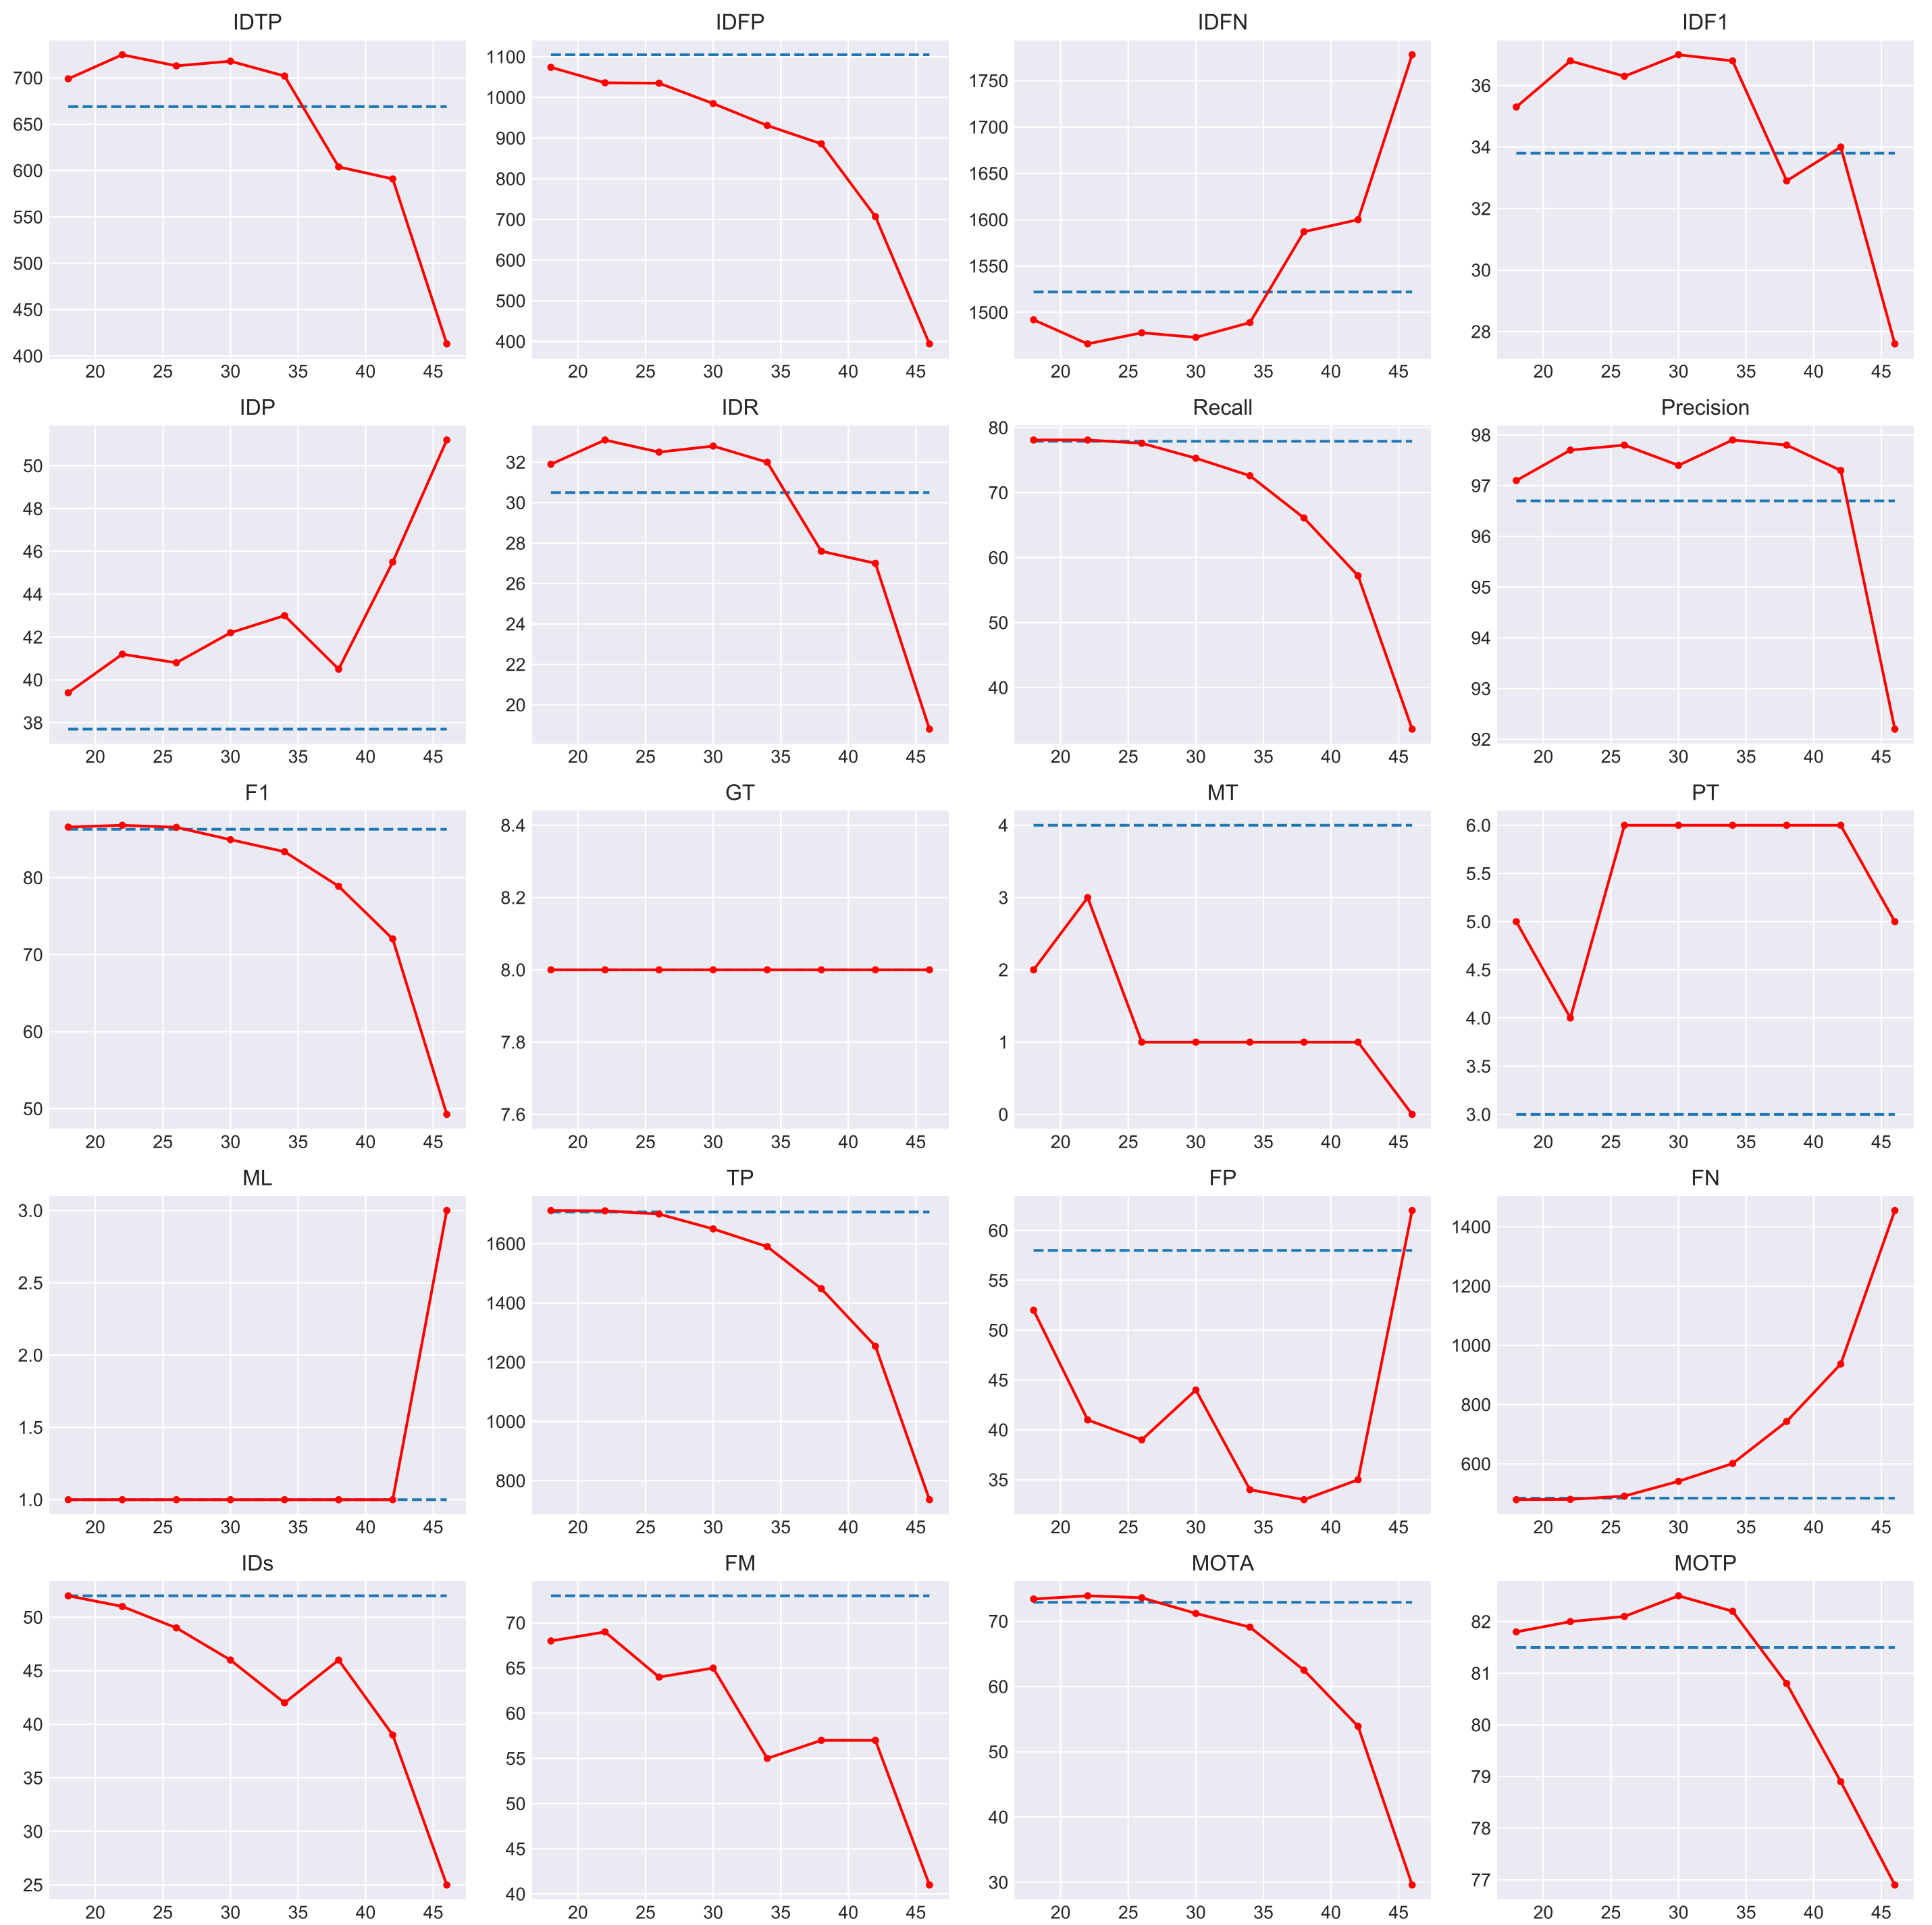 IDTP IDFP IDFN IDF1
700 650 600 550 500 450 400
20 25 30 35 40 45
1100 1000 900 800 700 600 500 400
20 25 30 35 40 45
1750 1700 1650 1600 1550 1500
20 25 30 35 40 45
36 34 32 30 28
20 25 30 35 40 45
IDP IDR Recall Precision
50 48 46 44 42 40 38
20 25 30 35 40 45
32 30 28 26 24 22 20
20 25 30 35 40 45
80 70 60 50 40
20 25 30 35 40 45
98 97 96 95 94 93 92
20 25 30 35 40 45
F1 GT MT PT
80 70 60 50
20 25 30 35 40 45
8.4 8.2 8.0 7.8 7.6
20 25 30 35 40 45
4 3 2 1 0
20 25 30 35 40 45
6.0 5.5 5.0 4.5 4.0 3.5 3.0
20 25 30 35 40 45
ML TP FP FN
3.0 2.5 2.0 1.5 1.0
20 25 30 35 40 45
1600 1400 1200 1000 800
20 25 30 35 40 45
60 55 50 45 40 35
20 25 30 35 40 45
1400 1200 1000 800 600
20 25 30 35 40 45
IDs FM MOTA MOTP
50 45 40 35 30 25
20 25 30 35 40 45
70 65 60 55 50 45 40
20 25 30 35 40 45
70 60 50 40 30
20 25 30 35 40 45
82 81 80 79 78 77
20 25 30 35 40 45